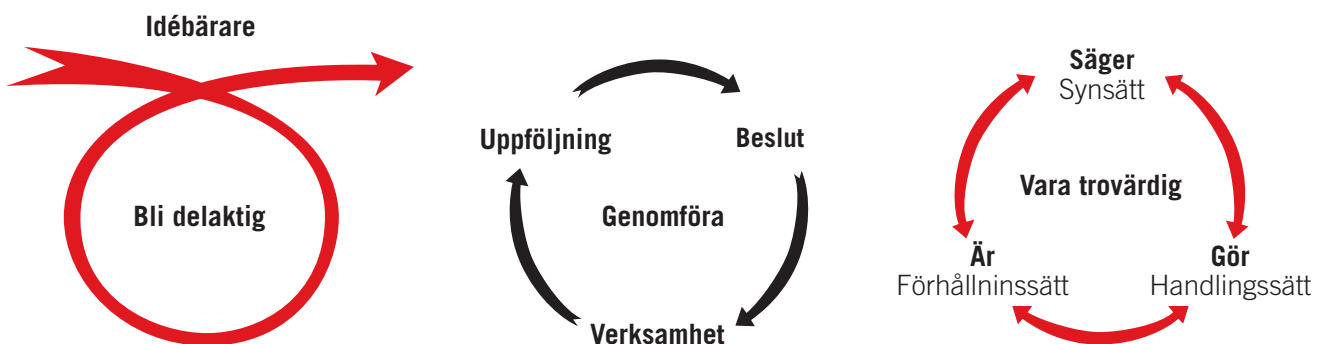 Idébärare
Bli delaktig
Uppföljning
Beslut
Genomföra
Verksamhet
Säger
Synsätt
Vara trovärdig
Är
Förhållninssätt
Gör
Handlingssätt